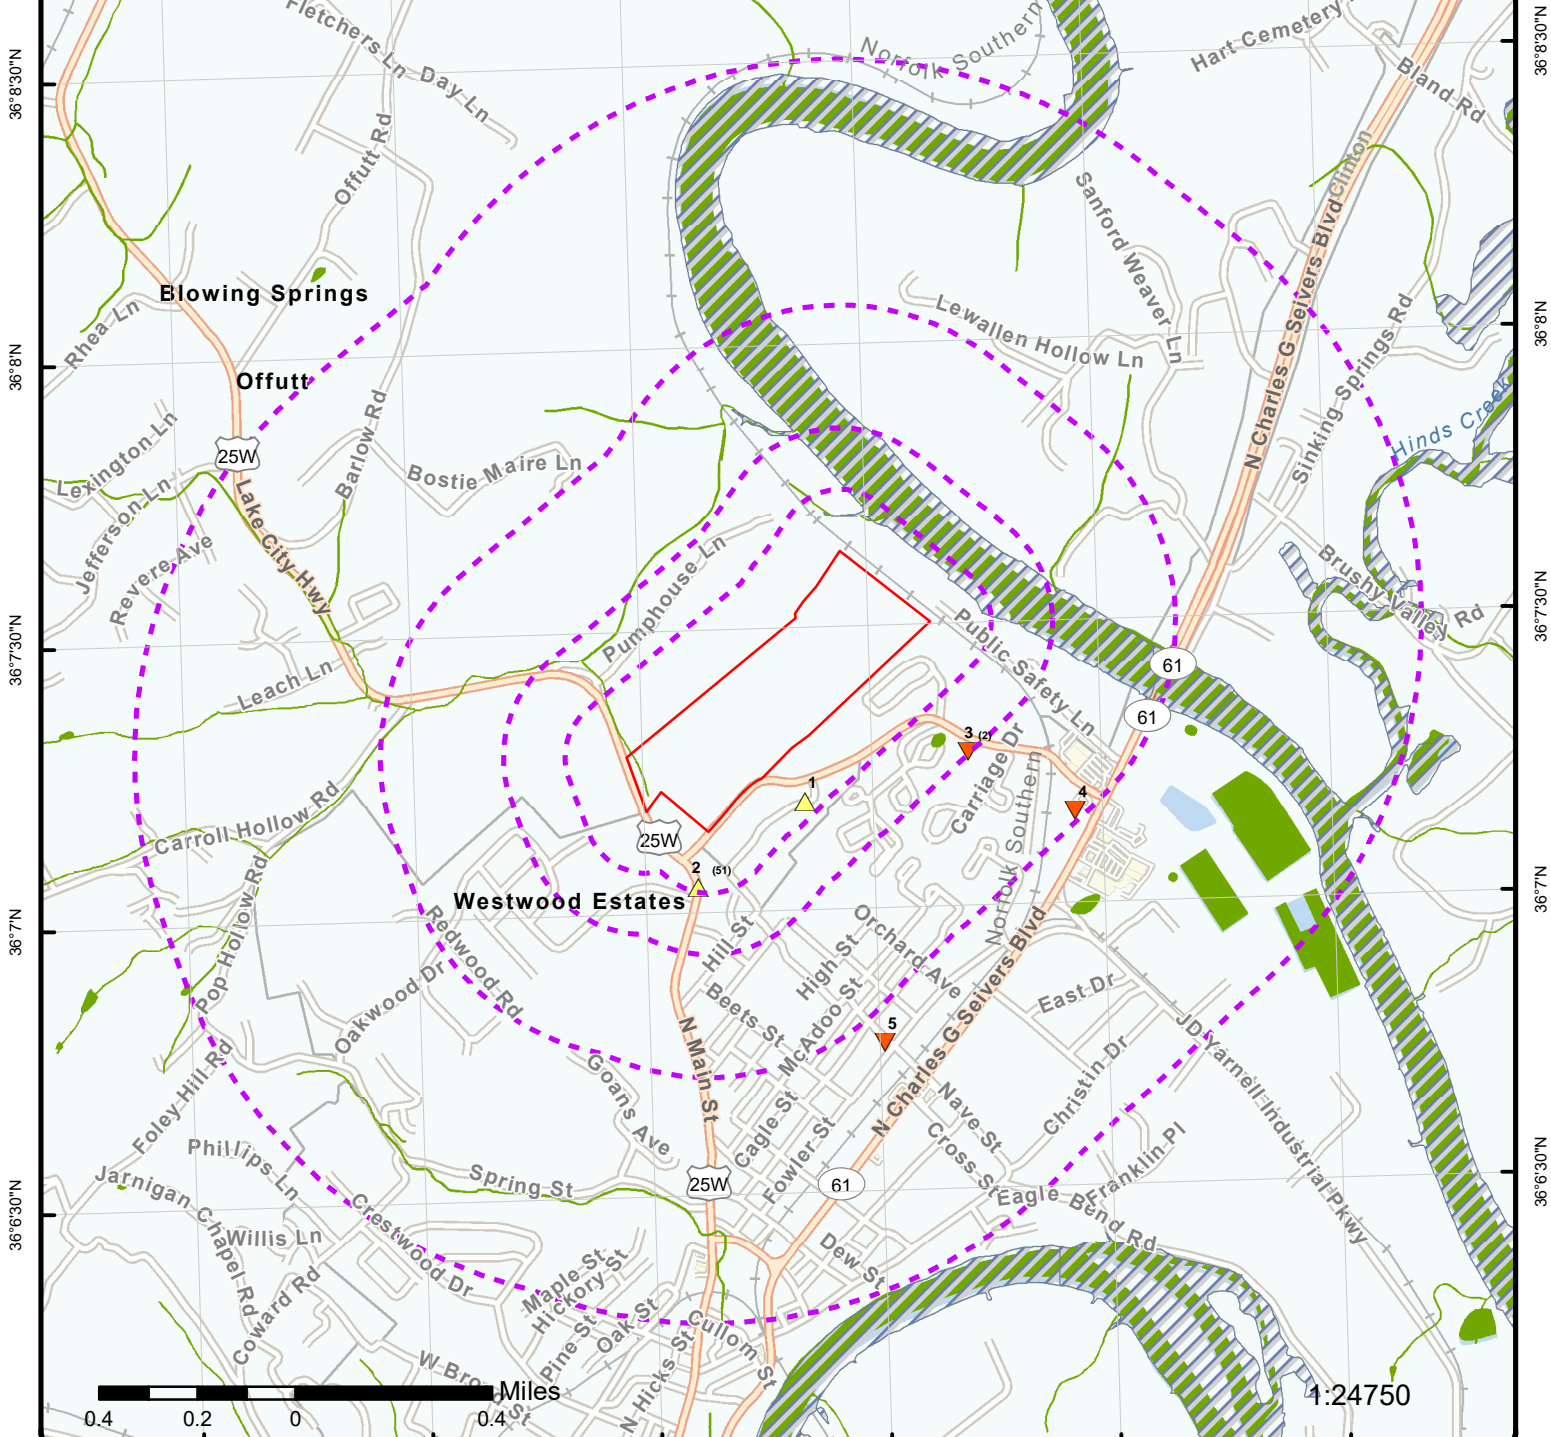 Fletchers Ln
Day Ln
Norfolk Southern
Hart Cemetery
Bland Rd
36°8'30"N
36°8'30"N
Offutt Rd
Clinton
Sanford Weaver Ln
N Charles G Seivers Blvd
Blowing Springs
Rhea Ln
Lewallen Hollow Ln
Sinking Springs Rd
36°8'N
36°8'N
Offutt
Barlow Rd
Hinds Creek
Lexington Ln
25W
Bostie Maire Ln
Jefferson Ln
Lake City Hwy
Revere Ave
Pumphouse Ln
Brushy Valley Rd
36°7'30"N
36°7'30"N
Public Safety Ln
61
Leach Ln
61
3 (2)
Carriage Dr
1
4
Norfolk Southern
Carroll Hollow Rd
25W
2 (51)
36°7'N
36°7'N
Westwood Estates
Pop Hollow Rd
Redwood Rd
Hill St
Orchard Ave
High St
Oakwood Dr
Beets St
McAdoo St
East Dr
N Charles G Seivers Blvd
5
JD Yarnell Industrial Pkwy
N Main St
Foley Hill Rd
Goans Ave
Christin Dr
Nave St
Cagle St
Cross St
Fowler St
Phillips Ln
Franklin Pl
Jarnigan Chapel Rd
Spring St
25W
61
Eagle Bend Rd
36°6'30"N
36°6'30"N
Crestwood Dr
Willis Ln
Dew St
Maple St
Hickory St
Coward Rd
Pine St
Oak St
Cullom St
N Hicks St
W Bro
St
Miles
0.4 0.2 0 0.4
1:24750